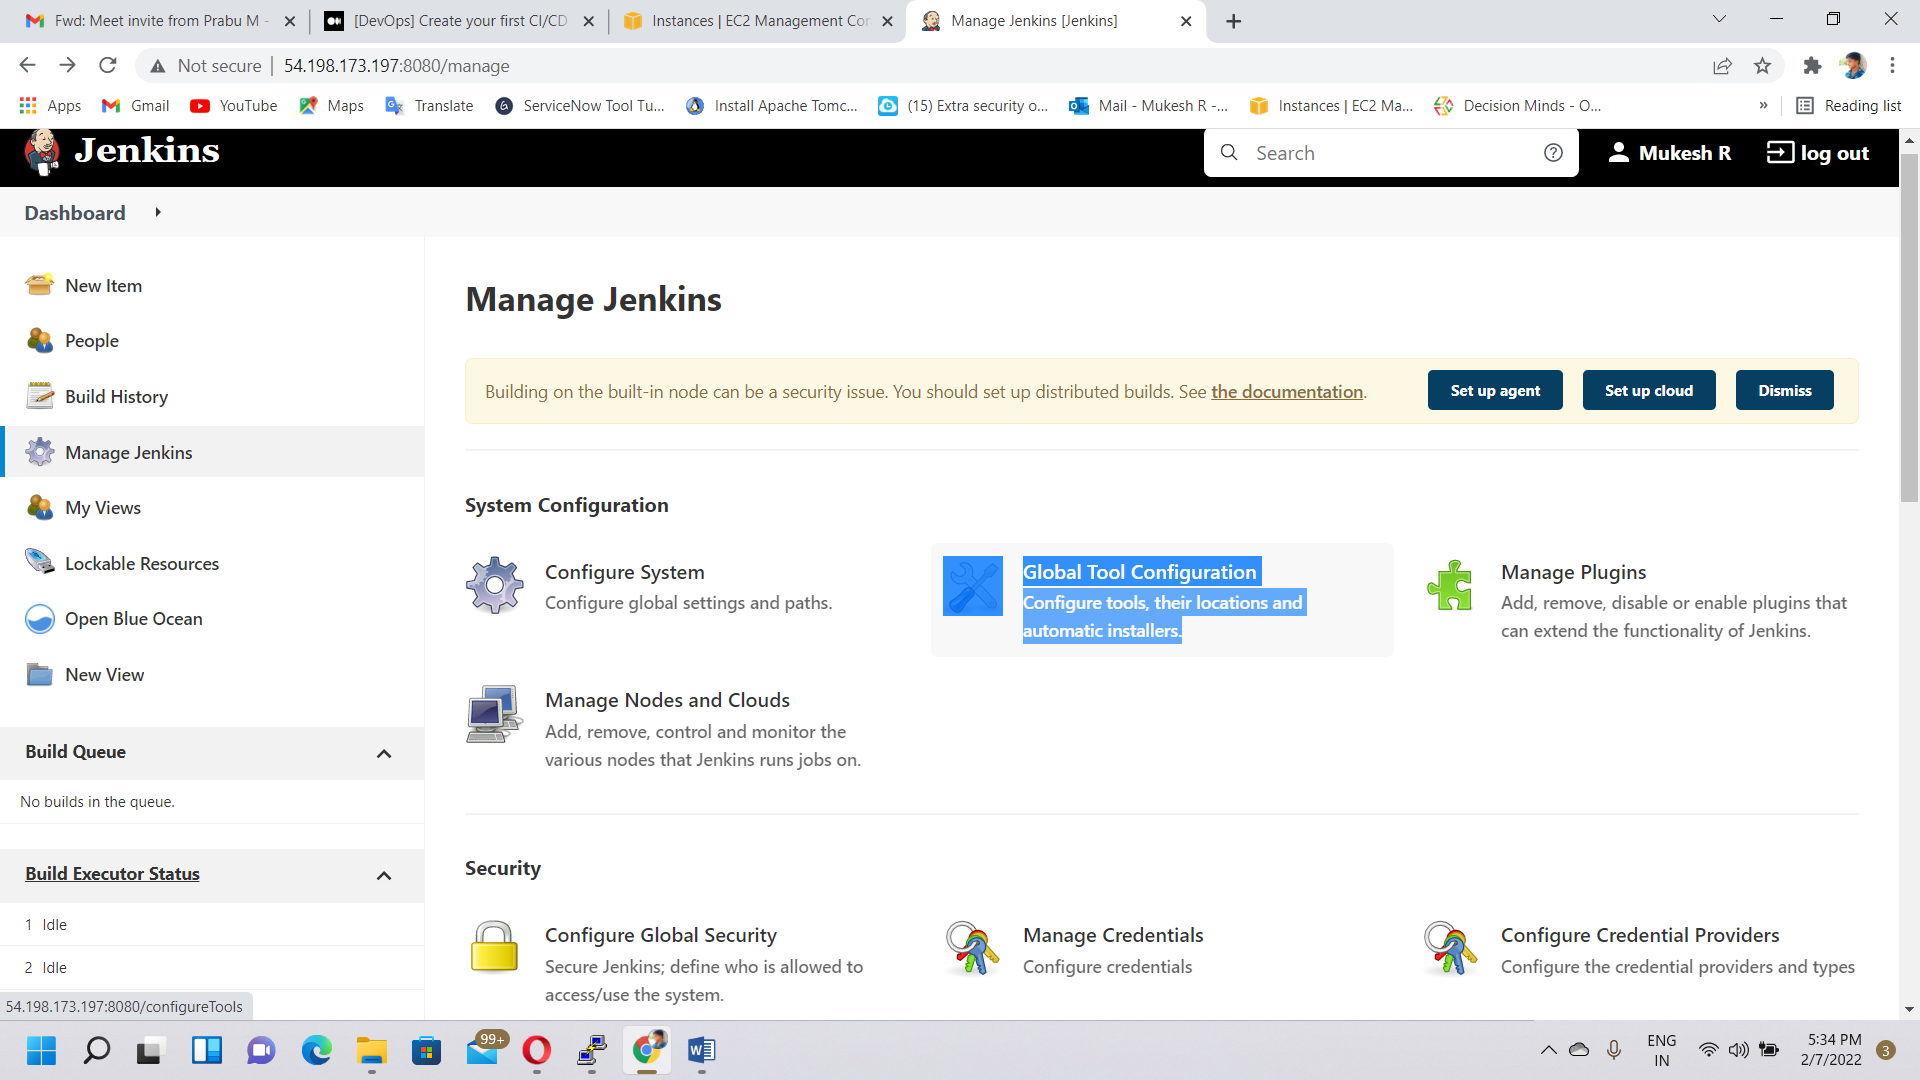 Fwd: Meet invite from Prabu M -
[DevOps] Create your first CI/CD
Instances | EC2 Management Con
Manage Jenkins [Jenkins]
Not secure
54.198.173.197:8080/manage
Apps
Gmail
YouTube
Maps
Translate
ServiceNow Tool Tu...
Install Apache Tomc...
(15) Extra security o...
Mail - Mukesh R -...
Instances | EC2 Ma...
Decision Minds - O...
»
Reading list
Jenkins
Search
Mukesh R
log out
Dashboard
New Item
People
Build History
Manage Jenkins
My Views
Lockable Resources
Open Blue Ocean
New View
Build Queue
No builds in the queue.
Build Executor Status
1 Idle
2 Idle
54.198.173.197:8080/configureTools
Manage Jenkins
Building on the built-in node can be a security issue. You should set up distributed builds. See the documentation.
Set up agent
Set up cloud
Dismiss
System Configuration
Configure System
Configure global settings and paths.
Global Tool Configuration
Configure tools, their locations and
automatic installers.
Manage Plugins
Add, remove, disable or enable plugins that
can extend the functionality of Jenkins.
Manage Nodes and Clouds
Add, remove, control and monitor the
various nodes that Jenkins runs jobs on.
Security
Configure Global Security
Secure Jenkins; define who is allowed to
access/use the system.
Manage Credentials
Configure credentials
Configure Credential Providers
Configure the credential providers and types
99+
ENG
IN
5:34 PM
2/7/2022
3